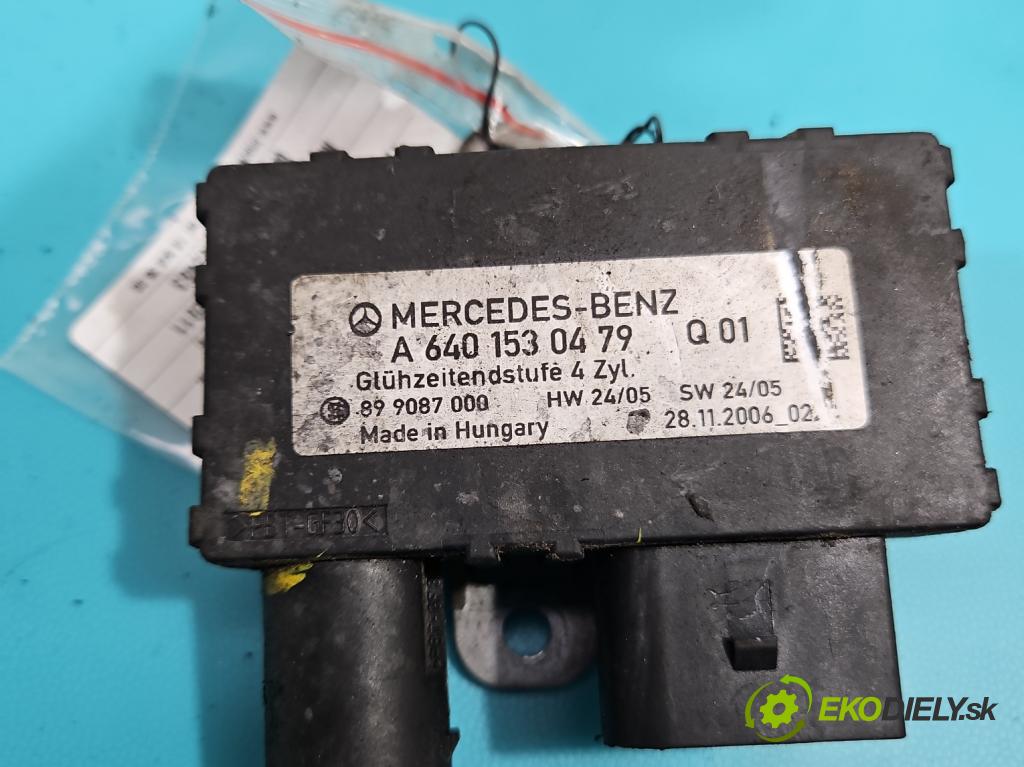 MERCEDES-BENZ
A 640 153 04 79 Q 01
Glühzeitendstufe 4 Zyl.
89 9087 000 HW 24/05 SW 24/05
Made in Hungary 28.11.2006_02
EKODIELY.sk